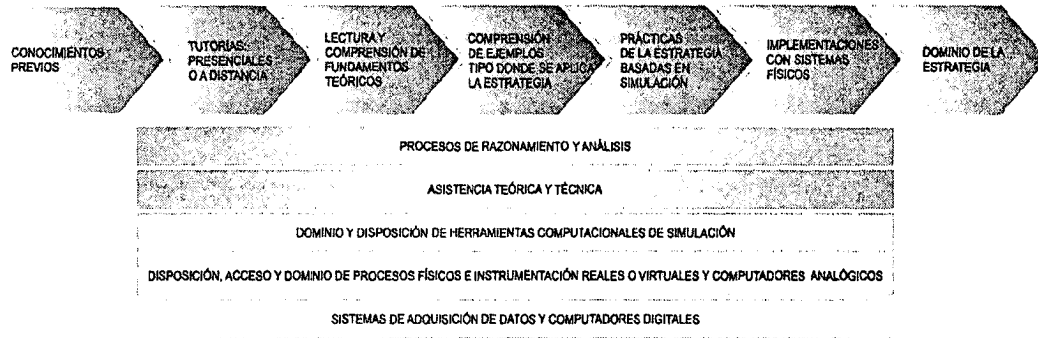 CONOCIMIENTOS
PREVIOS
TUTORÍAS:
PRESENCIALES
O A DISTANCIA
LECTURA Y
COMPRENSIÓN DE
FUNDAMENTOS
TEÓRICOS
COMPRENSIÓN
DE EJEMPLOS
TIPO DONDE SE APLICA
LA ESTRATEGIA
PRÁCTICAS
DE LA ESTRATEGIA
BASADAS EN
SIMULACIÓN
IMPLEMENTACIONES
CON SISTEMAS
FÍSICOS
DOMINIO DE LA
ESTRATEGIA
PROCESOS DE RAZONAMIENTO Y ANÁLISIS
ASISTENCIA TEÓRICA Y TÉCNICA
DOMINIO Y DISPOSICIÓN DE HERRAMIENTAS COMPUTACIONALES DE SIMULACIÓN
DISPOSICIÓN, ACCESO Y DOMINIO DE PROCESOS FÍSICOS E INSTRUMENTACIÓN REALES O VIRTUALES Y COMPUTADORES ANALÓGICOS
SISTEMAS DE ADQUISICIÓN DE DATOS Y COMPUTADORES DIGITALES